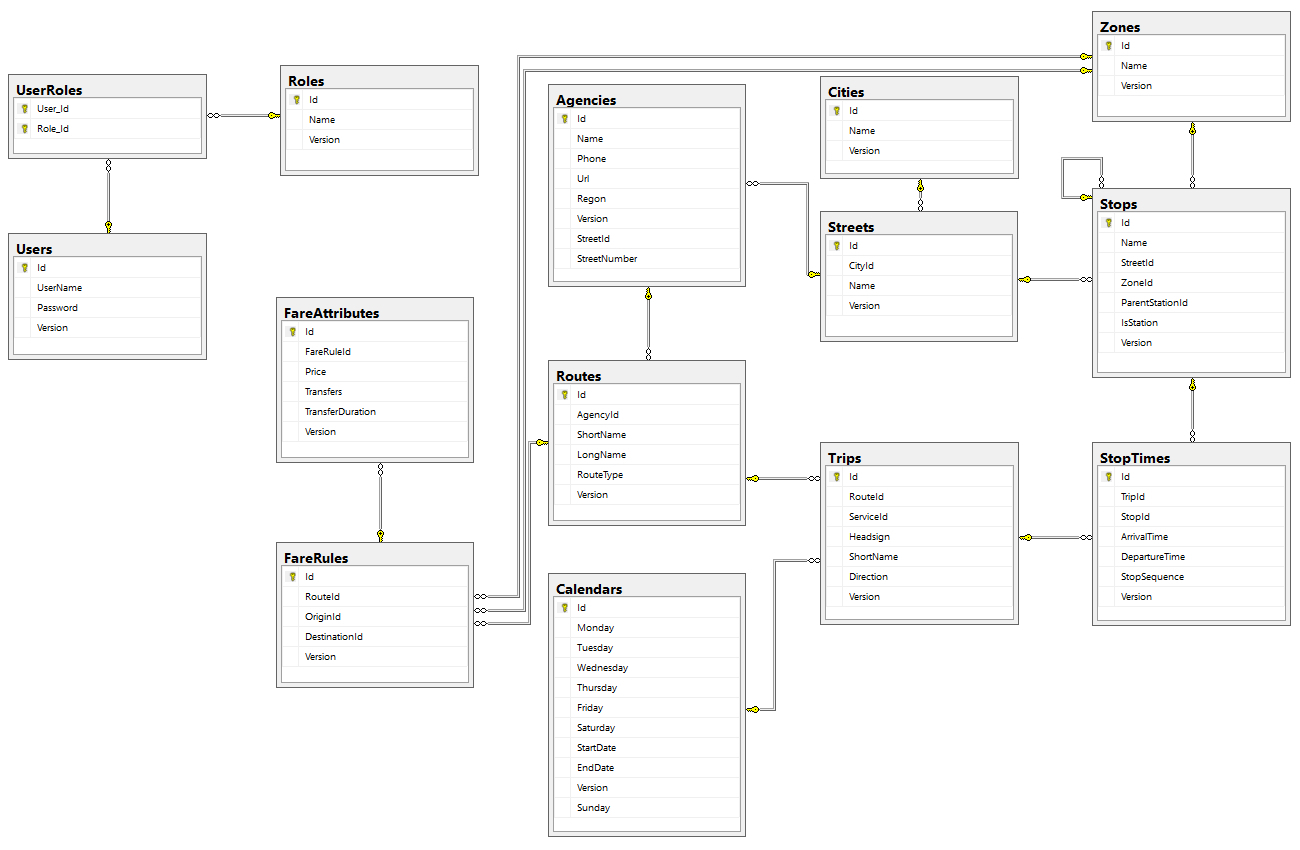 UserRoles
User_Id
Role_Id
Roles
Id
Name
Version
Users
Id
UserName
Password
Version
FareAttributes
Id
FareRuleId
Price
Transfers
TransferDuration
Version
FareRules
Id
RouteId
OriginId
DestinationId
Version
Agencies
Id
Name
Phone
Url
Regon
Version
StreetId
StreetNumber
Routes
Id
AgencyId
ShortName
LongName
RouteType
Version
Calendars
Id
Monday
Tuesday
Wednesday
Thursday
Friday
Saturday
StartDate
EndDate
Version
Sunday
Cities
Id
Name
Version
Streets
Id
CityId
Name
Version
Trips
Id
RouteId
ServiceId
Headsign
ShortName
Direction
Version
Zones
Id
Name
Version
Stops
Id
Name
StreetId
ZoneId
ParentStationId
IsStation
Version
StopTimes
Id
TripId
StopId
ArrivalTime
DepartureTime
StopSequence
Version